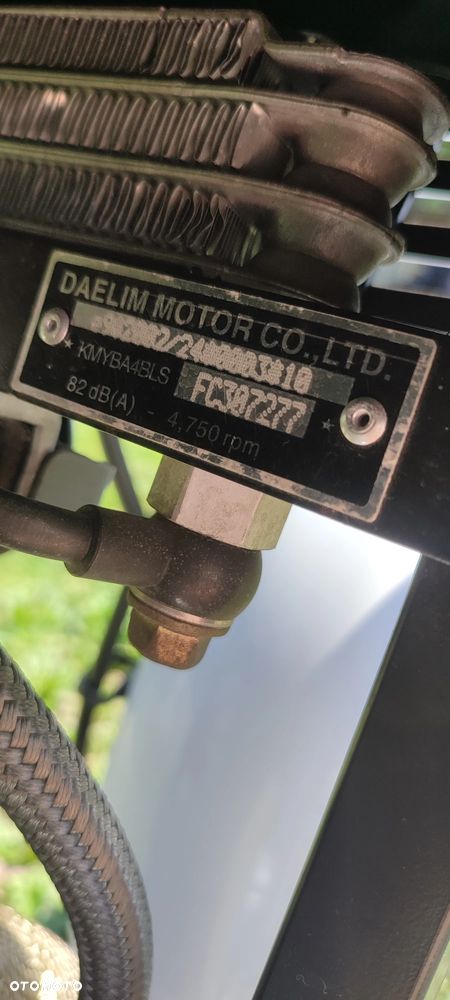 DAELIM MOTOR CO.,LTD.
* KMYBA4BLS FC307277 *
82 dB(A) - 4,750 rpm
OTOMOTO